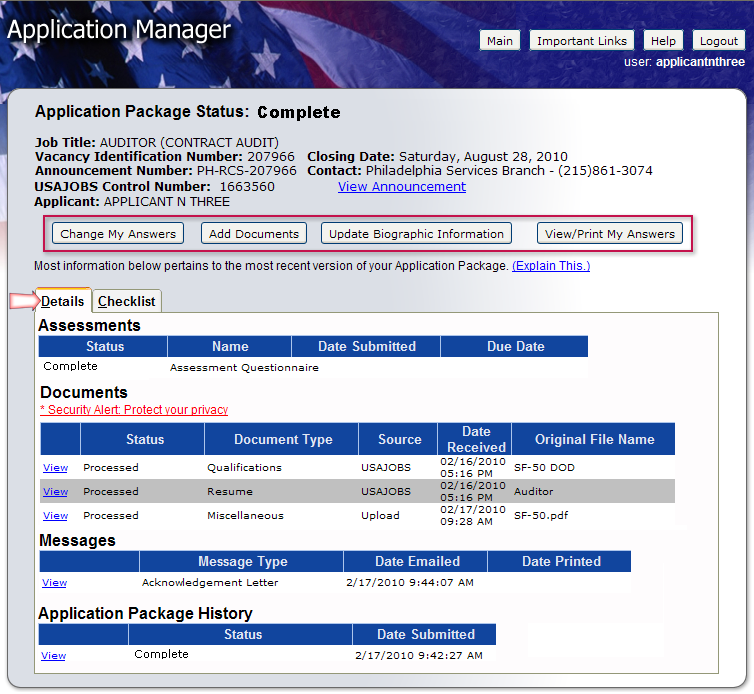 Application Manager
Main Important Links Help Logout
user: applicantnthree
Application Package Status: Complete
Job Title: AUDITOR (CONTRACT AUDIT)
Vacancy Identification Number: 207966 Closing Date: Saturday, August 28, 2010
Announcement Number: PH-RCS-207966 Contact: Philadelphia Services Branch - (215)861-3074
USAJOBS Control Number: 1663560 View Announcement
Applicant: APPLICANT N THREE
Change My Answers Add Documents Update Biographic Information View/Print My Answers
Most information below pertains to the most recent version of your Application Package. (Explain This.)
Details Checklist
Assessments
Status Name Date Submitted Due Date
Complete Assessment Questionnaire
Documents
* Security Alert: Protect your privacy
Status Document Type Source Date Received Original File Name
View Processed Qualifications USAJOBS 02/16/2010 05:16 PM SF-50 DOD
View Processed Resume USAJOBS 02/16/2010 05:16 PM Auditor
View Processed Miscellaneous Upload 02/17/2010 09:28 AM SF-50.pdf
Messages
Message Type Date Emailed Date Printed
View Acknowledgement Letter 2/17/2010 9:44:07 AM
Application Package History
Status Date Submitted
View Complete 2/17/2010 9:42:27 AM